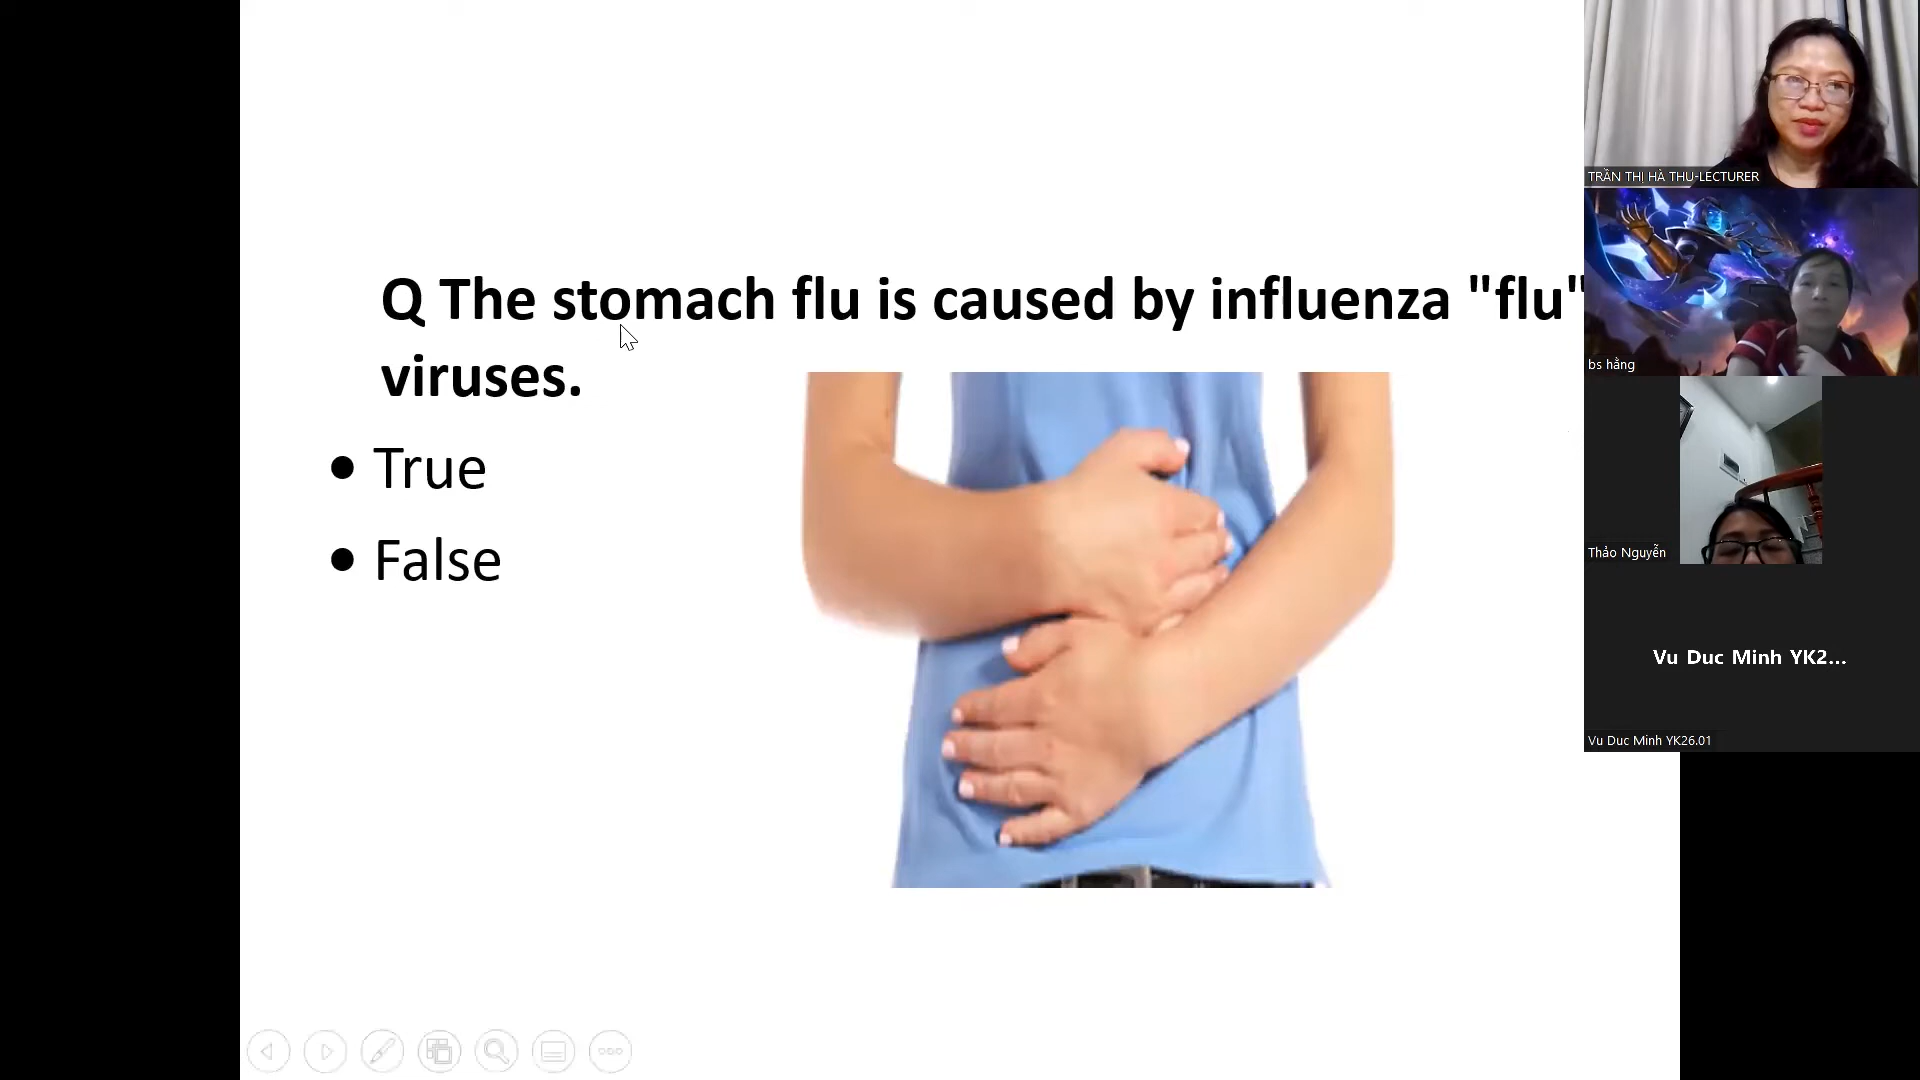 Q The stomach flu is caused by influenza "flu"
viruses.
• True
• False
TRẦN THỊ HÀ THU-LECTURER
bs hằng
Thảo Nguyễn
Vu Duc Minh YK2...
Vu Duc Minh YK26.01